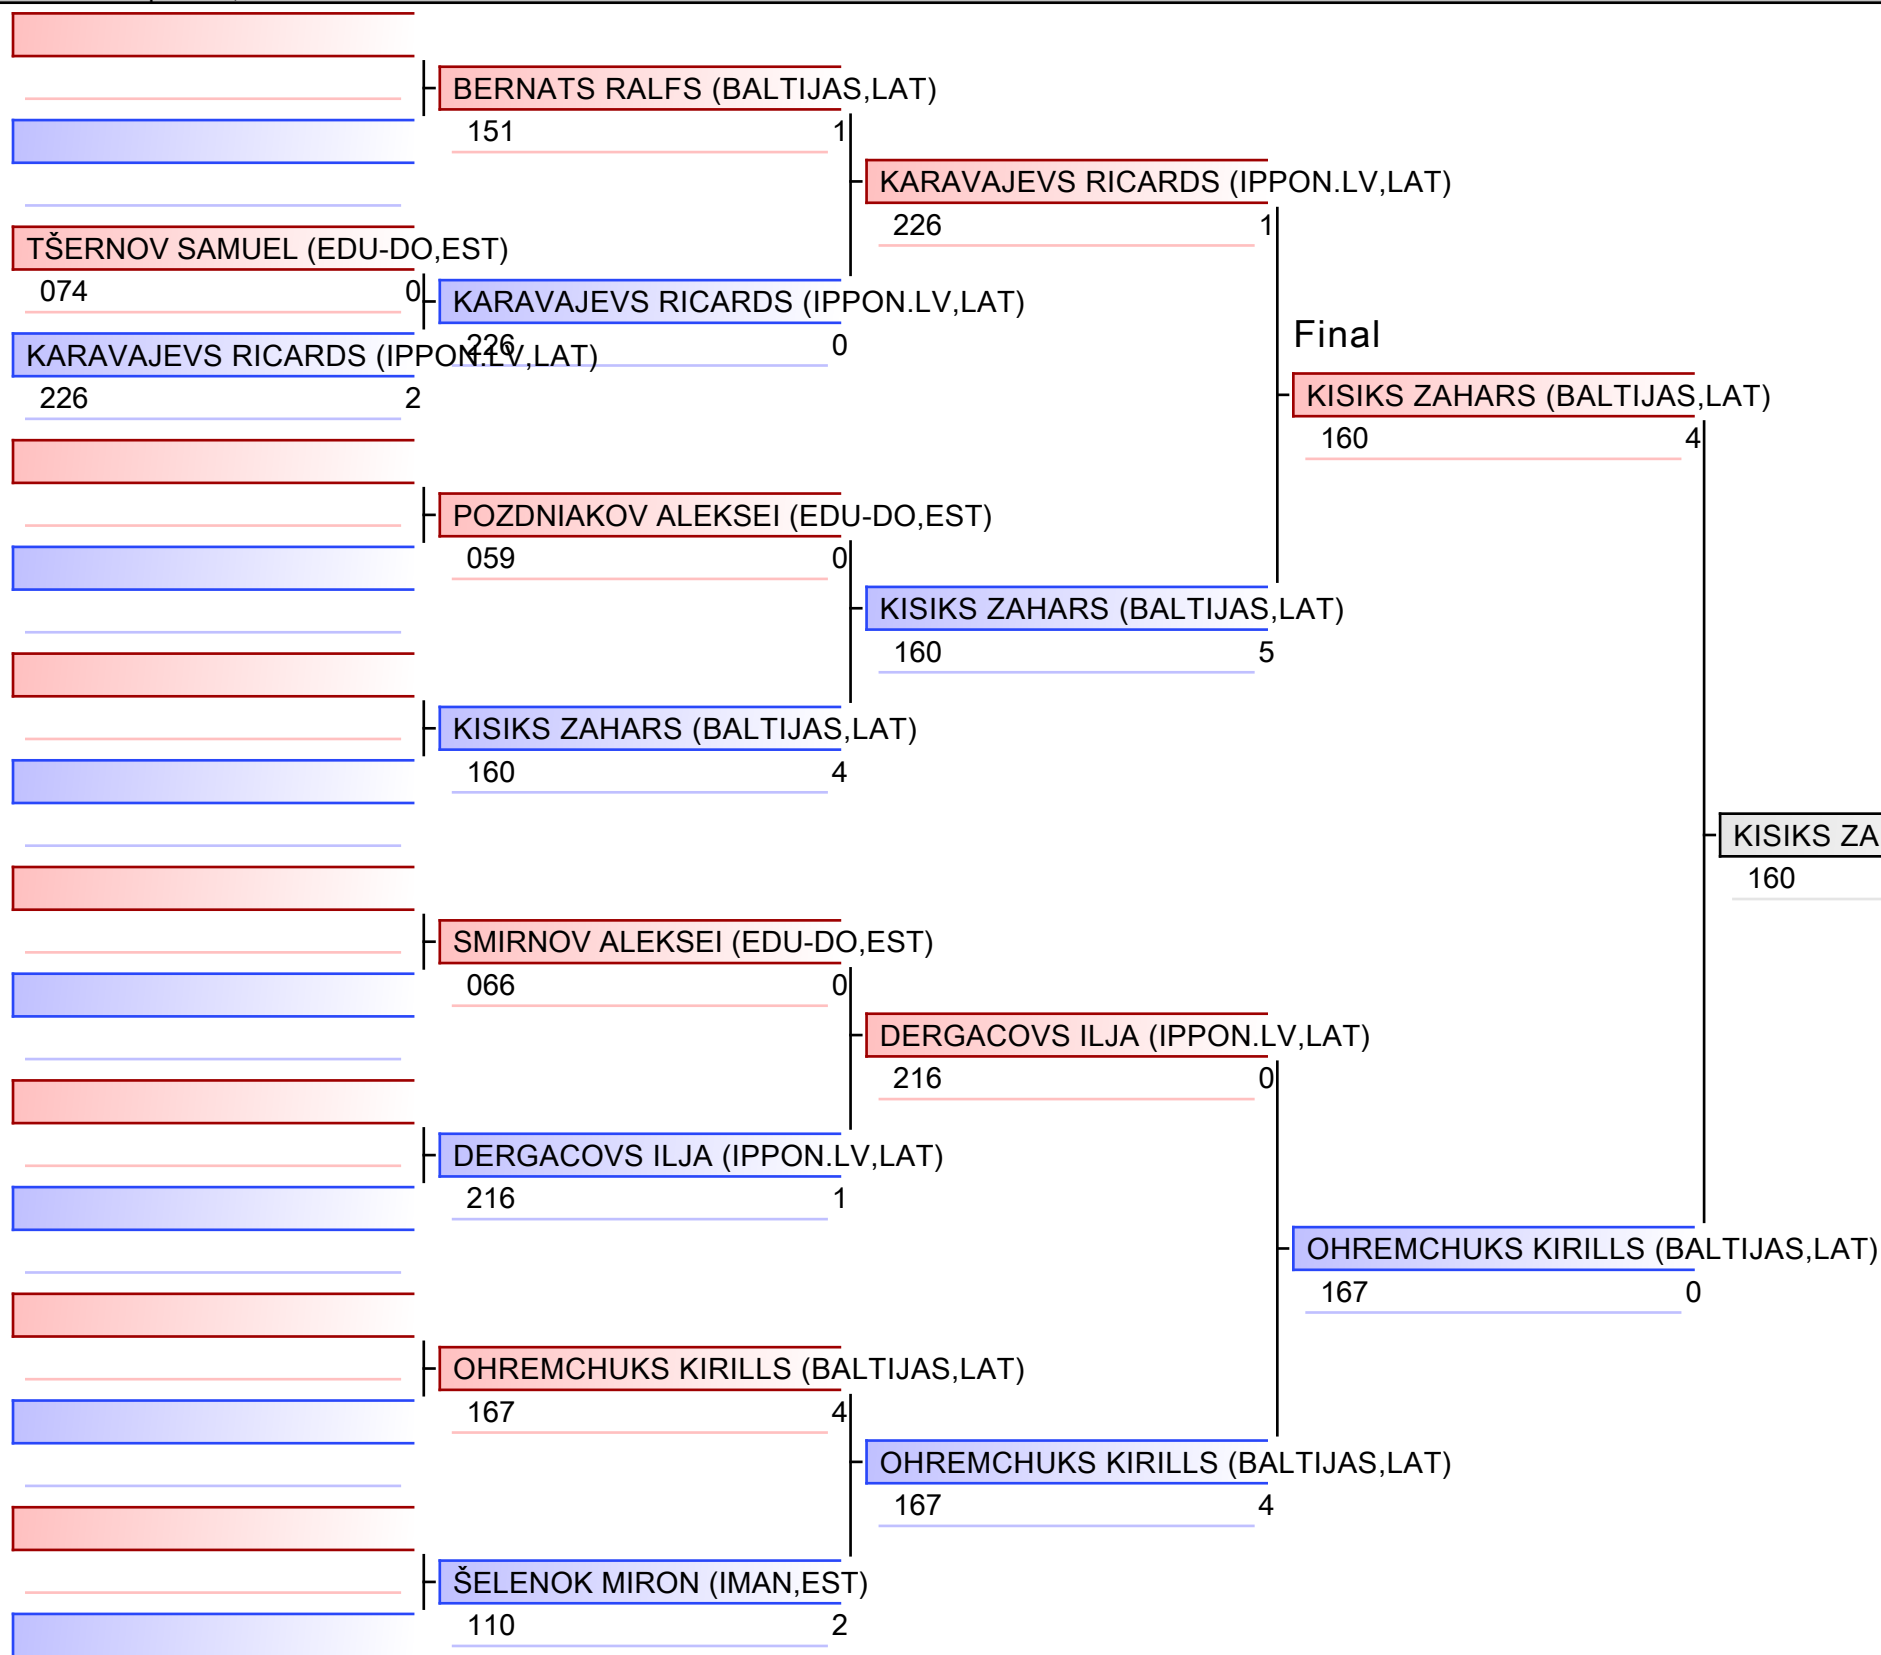 BERNATS RALFS (BALTIJAS,LAT)
151 1
KARAVAJEVS RICARDS (IPPON.LV,LAT)
226 1
TŠERNOV SAMUEL (EDU-DO,EST)
074 0
KARAVAJEVS RICARDS (IPPON.LV,LAT)
226 0
Final
KARAVAJEVS RICARDS (IPPON.LV,LAT)
226 2
KISIKS ZAHARS (BALTIJAS,LAT)
160 4
POZDNIAKOV ALEKSEI (EDU-DO,EST)
059 0
KISIKS ZAHARS (BALTIJAS,LAT)
160 5
KISIKS ZAHARS (BALTIJAS,LAT)
160 4
KISIKS ZA
160
SMIRNOV ALEKSEI (EDU-DO,EST)
066 0
DERGACOVS ILJA (IPPON.LV,LAT)
216 0
DERGACOVS ILJA (IPPON.LV,LAT)
216 1
OHREMCHUKS KIRILLS (BALTIJAS,LAT)
167 0
OHREMCHUKS KIRILLS (BALTIJAS,LAT)
167 4
OHREMCHUKS KIRILLS (BALTIJAS,LAT)
167 4
ŠELENOK MIRON (IMAN,EST)
110 2